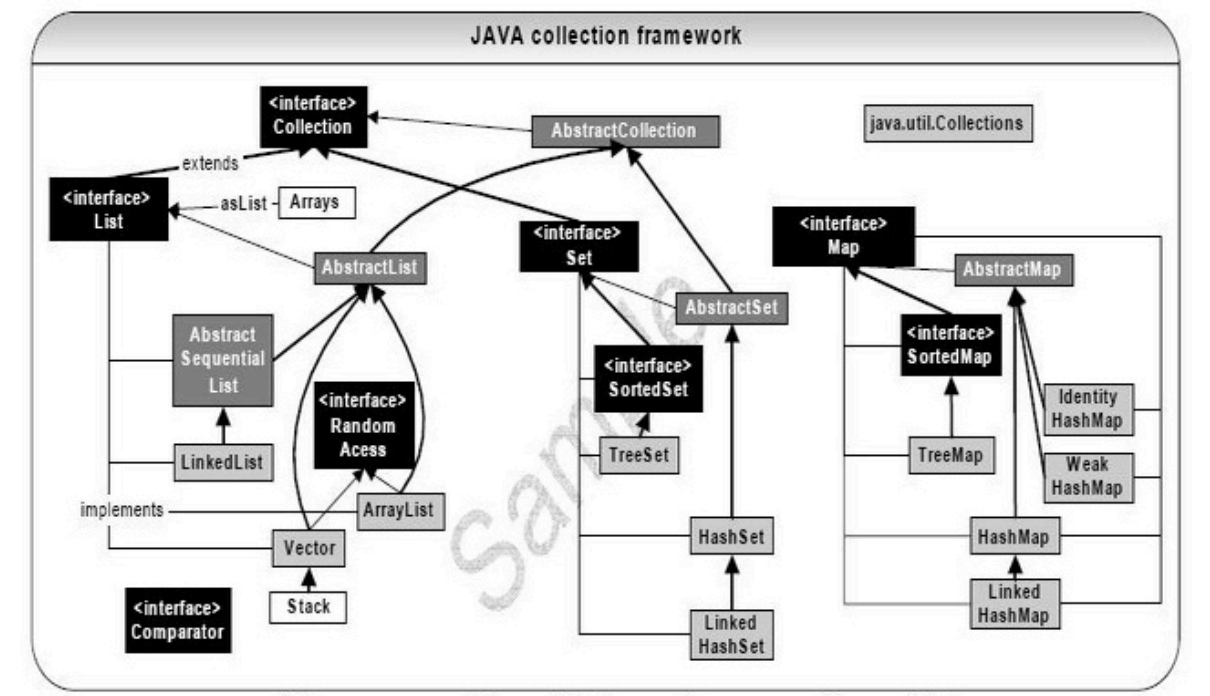 JAVA collection framework
<interface>
Collection
AbstractCollection
java.util.Collections
extends
<interface>
List
asList
Arrays
<interface>
Set
<interface>
Map
AbstractList
AbstractMap
AbstractSet
Abstract
Sequential
List
<interface>
SortedMap
<interface>
SortedSet
<interface>
Random
Acess
Identity
HashMap
LinkedList
TreeSet
TreeMap
Weak
HashMap
implements
ArrayList
Vector
HashSet
HashMap
<interface>
Comparator
Stack
Linked
HashSet
Linked
HashMap
Sample